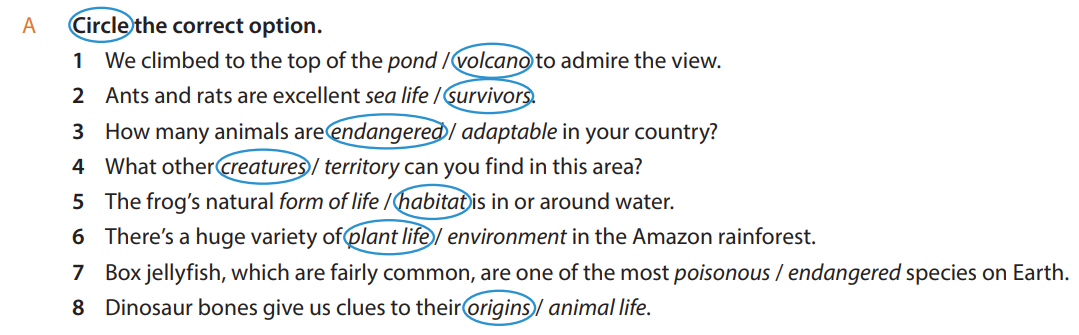 A Circle the correct option.
1 We climbed to the top of the pond / volcano to admire the view.
2 Ants and rats are excellent sea life / survivors.
3 How many animals are endangered / adaptable in your country?
4 What other creatures / territory can you find in this area?
5 The frog's natural form of life / habitat is in or around water.
6 There's a huge variety of plant life / environment in the Amazon rainforest.
7 Box jellyfish, which are fairly common, are one of the most poisonous / endangered species on Earth.
8 Dinosaur bones give us clues to their origins / animal life.